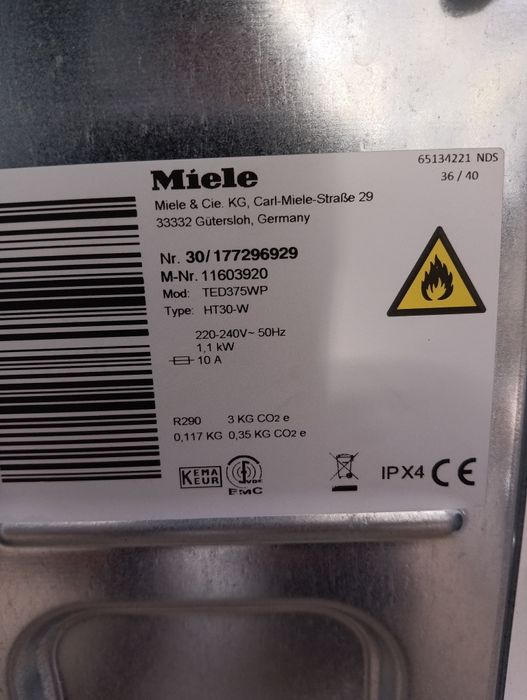 65134221 NDS
36 / 40
Miele
Miele & Cie. KG, Carl-Miele-Straße 29
33332 Gütersloh, Germany
Nr. 30/177296929
M-Nr. 11603920
Mod: TED375WP
Type: HT30-W
220-240V~ 50Hz
1,1 kW
10 A
R290 3 KG CO2 e
0,117 KG 0,35 KG CO2 e
KEMA
KEUR
VDE
EMC
IPX4 CE